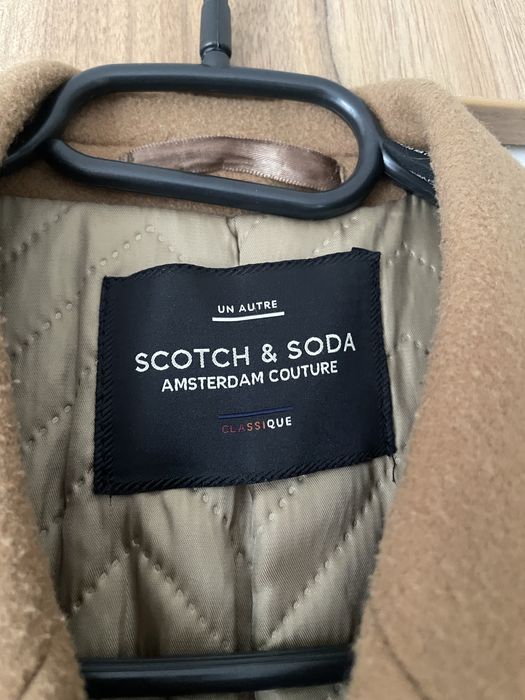 UN AUTRE
SCOTCH & SODA
AMSTERDAM COUTURE
CLASSIQUE